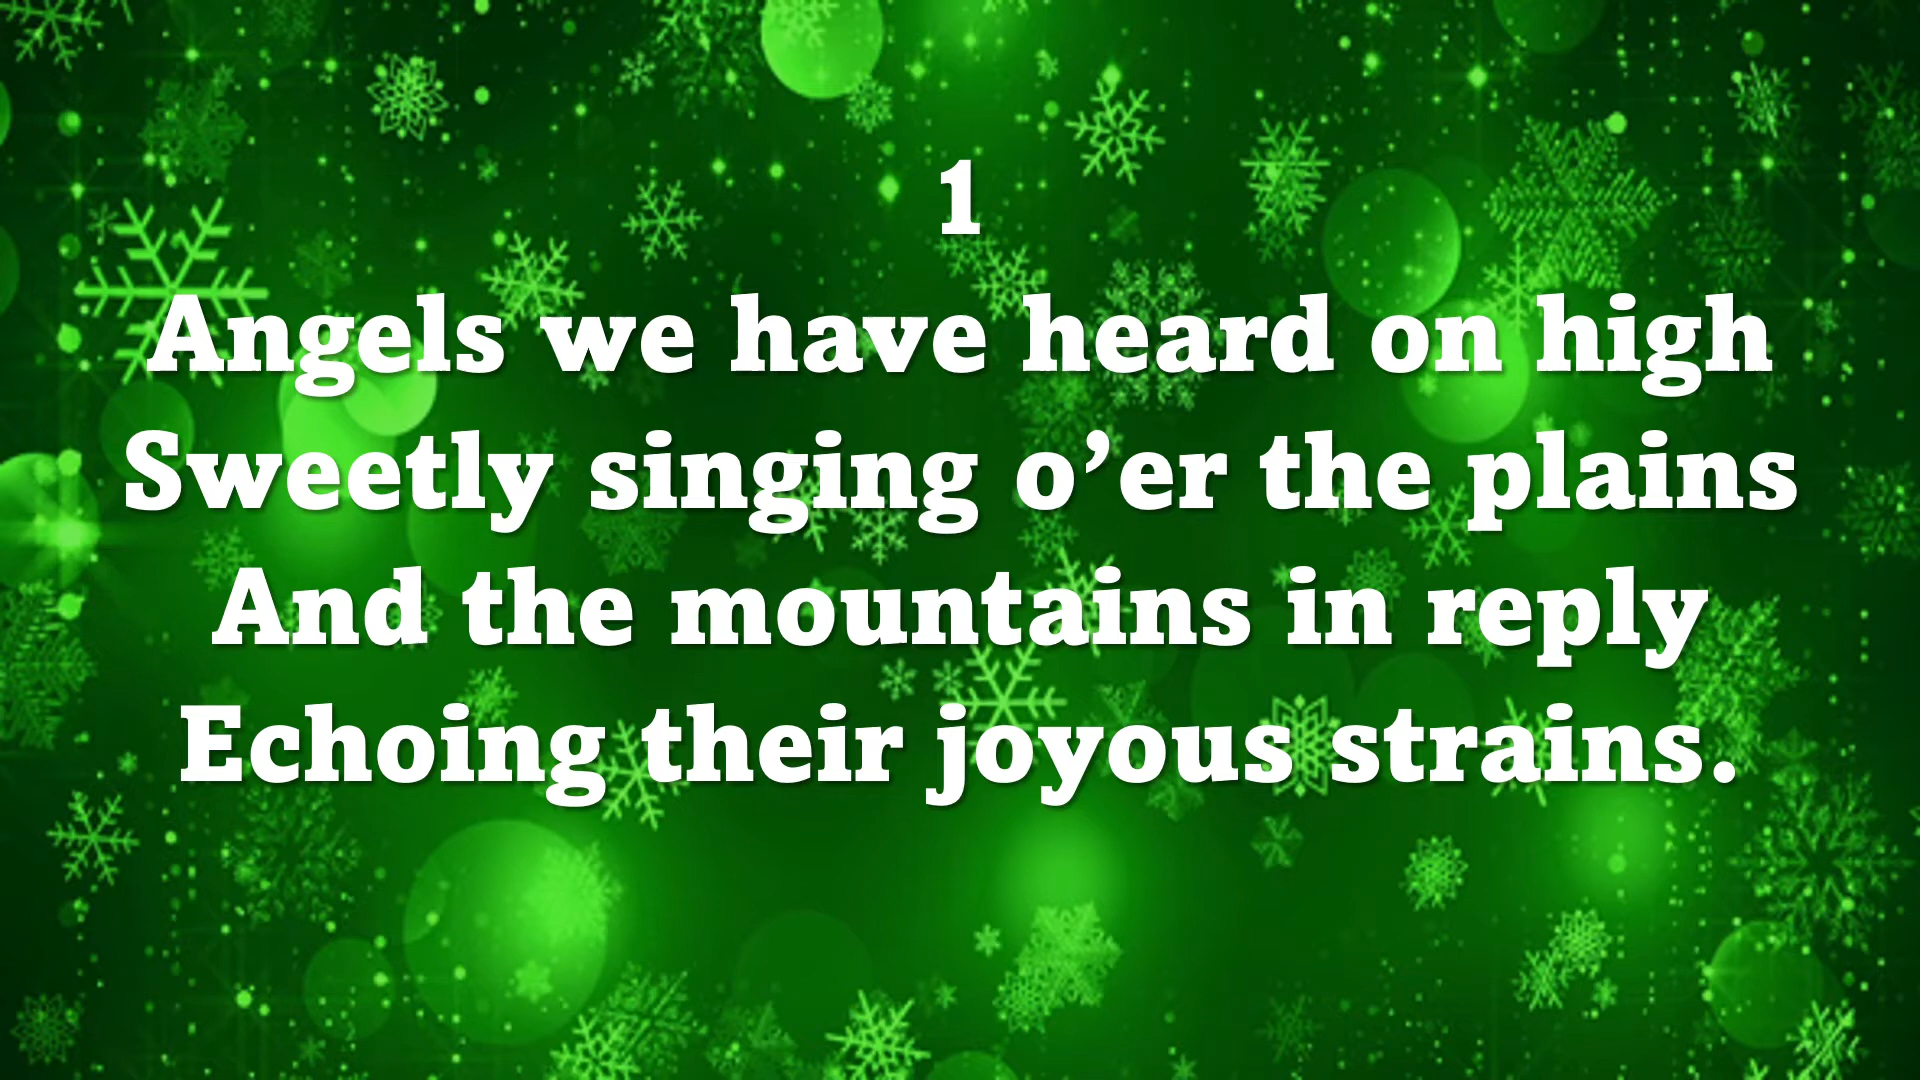 1
Angels we have heard on high
Sweetly singing o’er the plains
And the mountains in reply
Echoing their joyous strains.